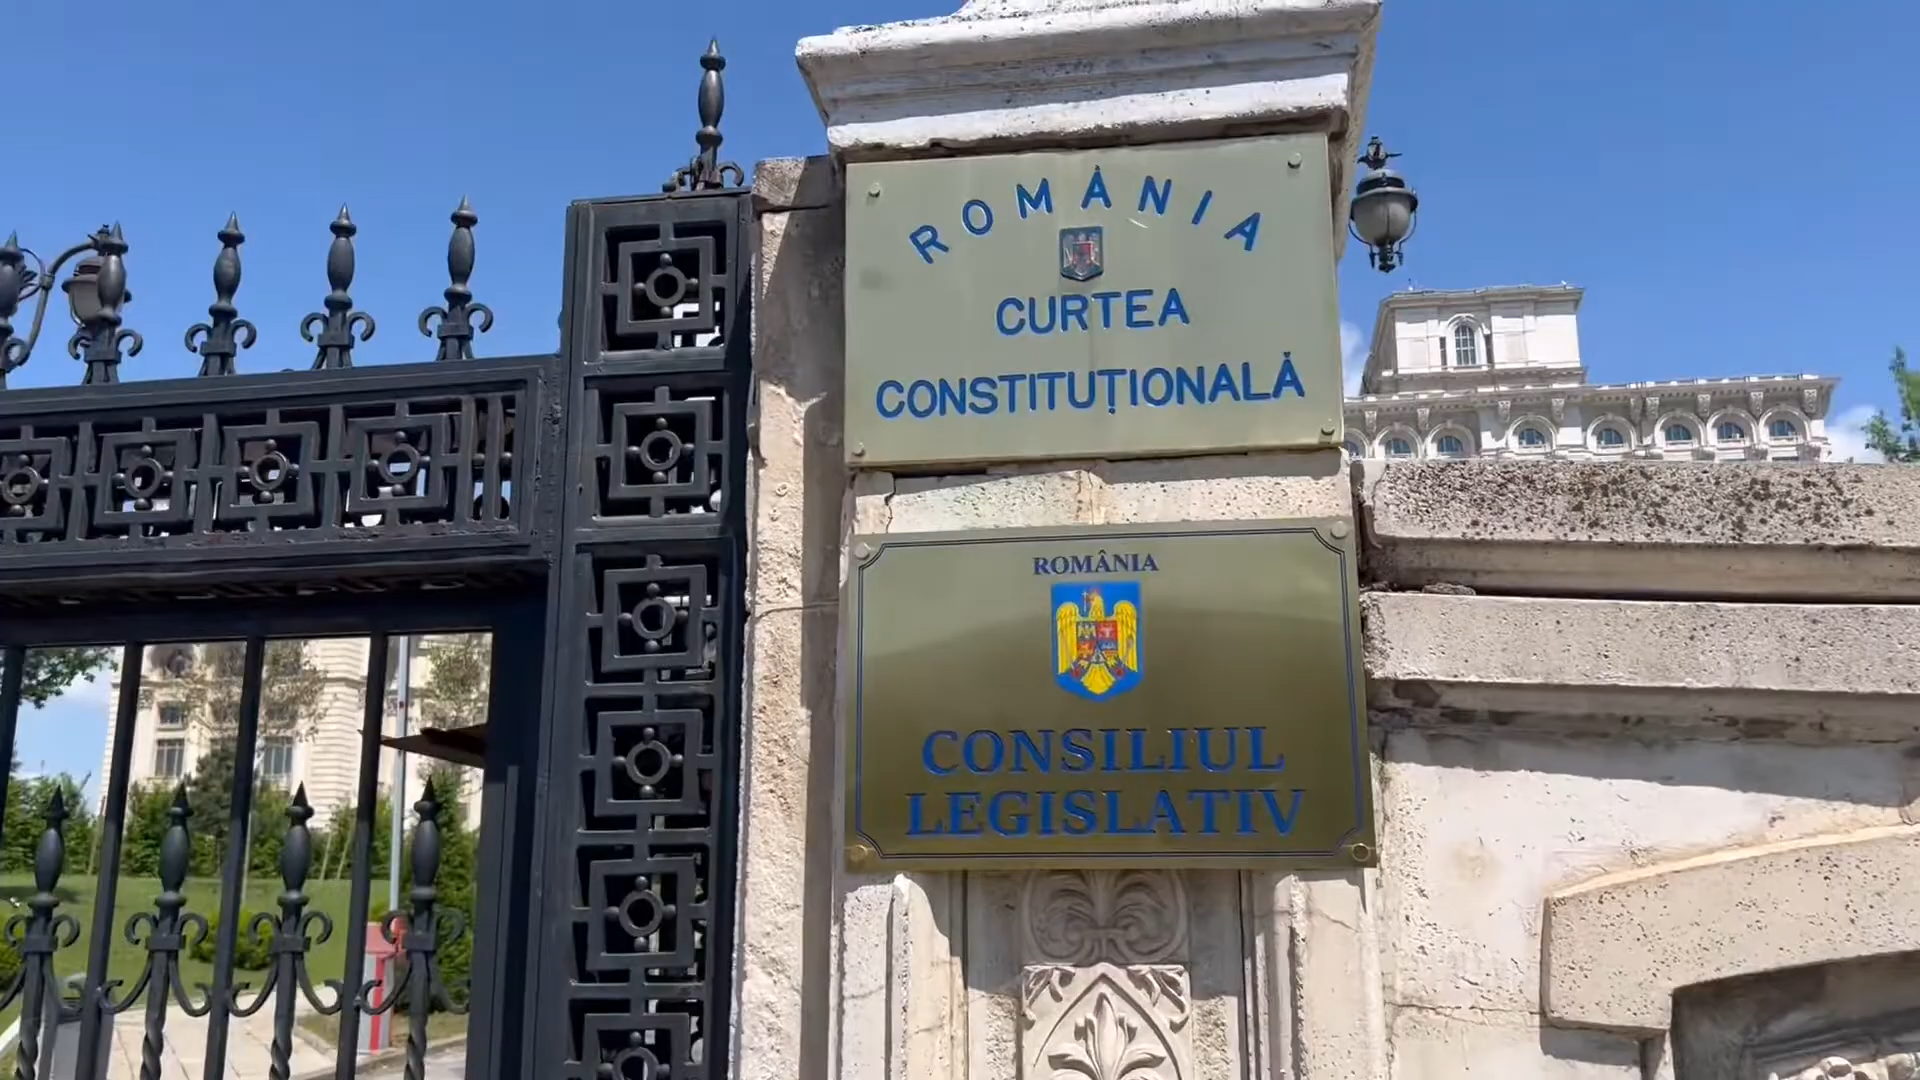 ROMÂNIA
CURTEA
CONSTITUȚIONALĂ
ROMÂNIA
CONSILIUL
LEGISLATIV